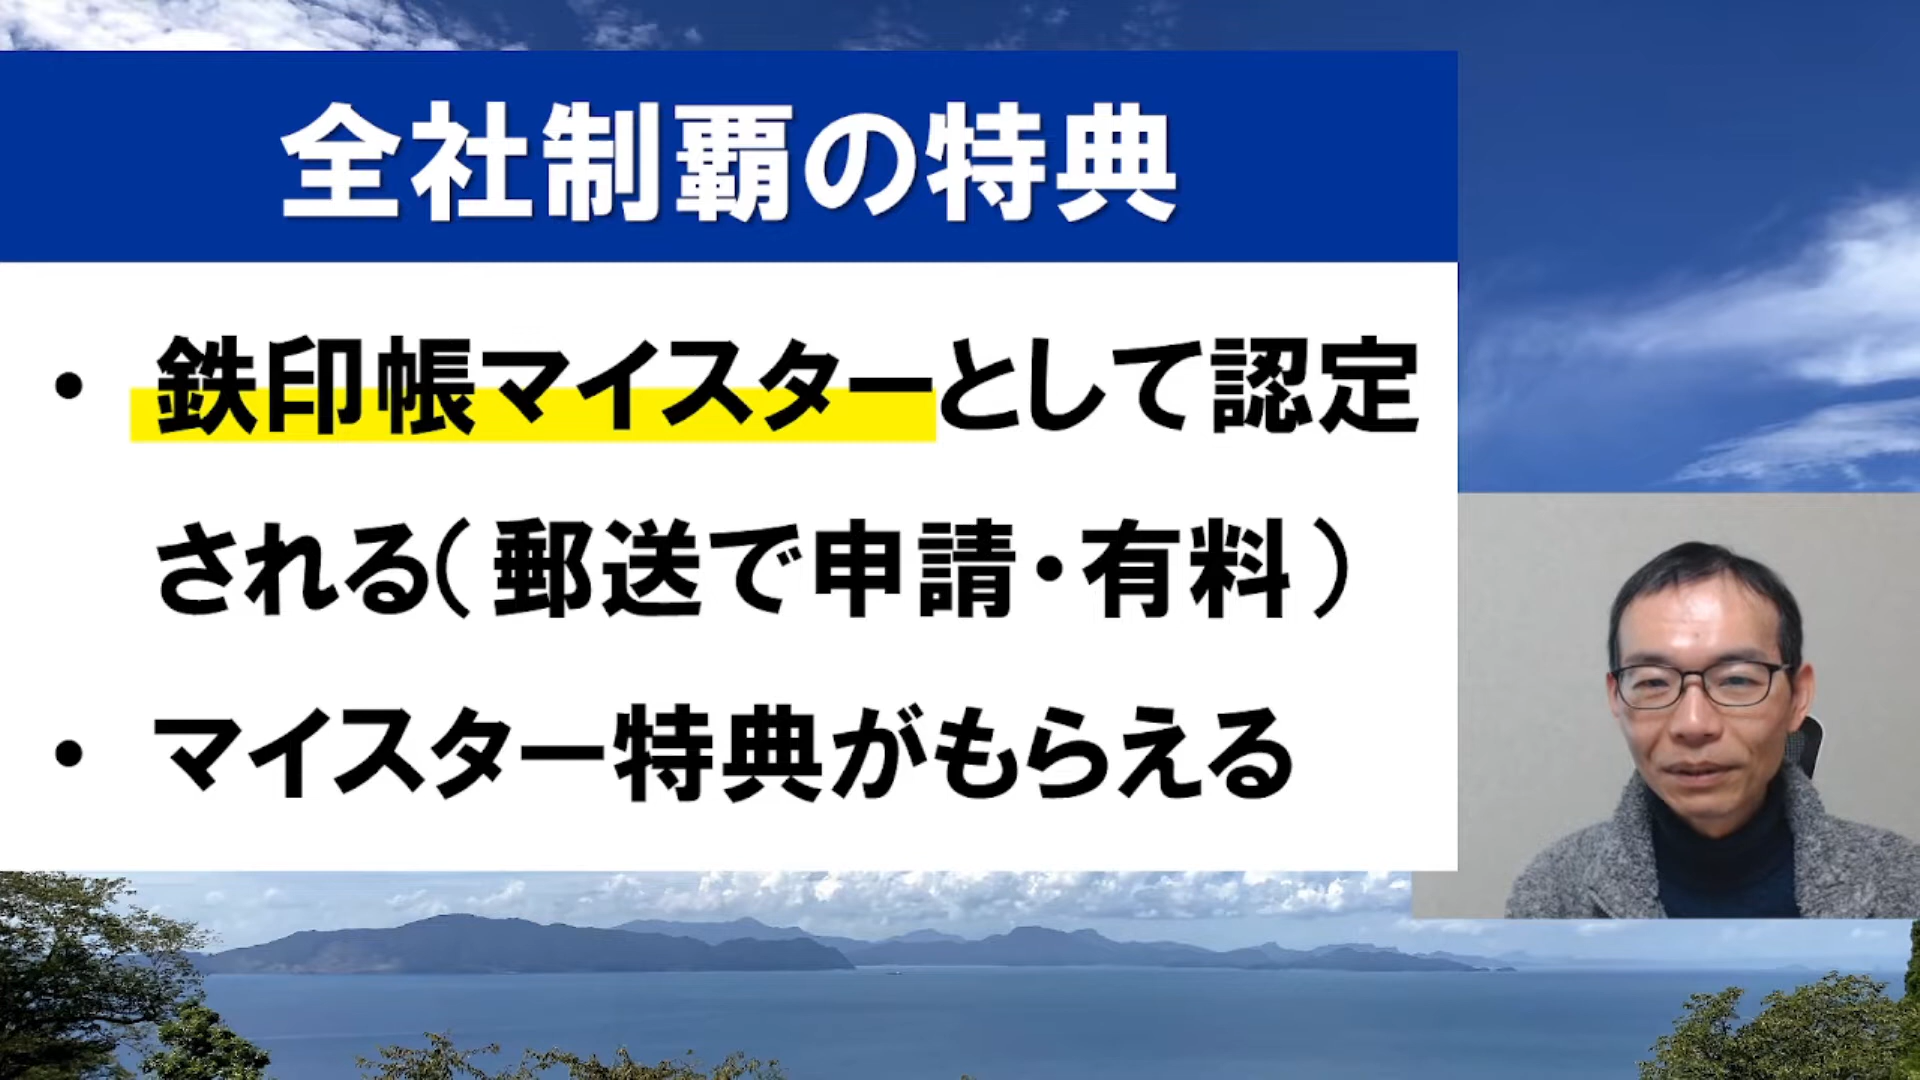 全社制覇の特典
・ 鉄印帳マイスターとして認定
される（郵送で申請・有料）
・ マイスター特典がもらえる